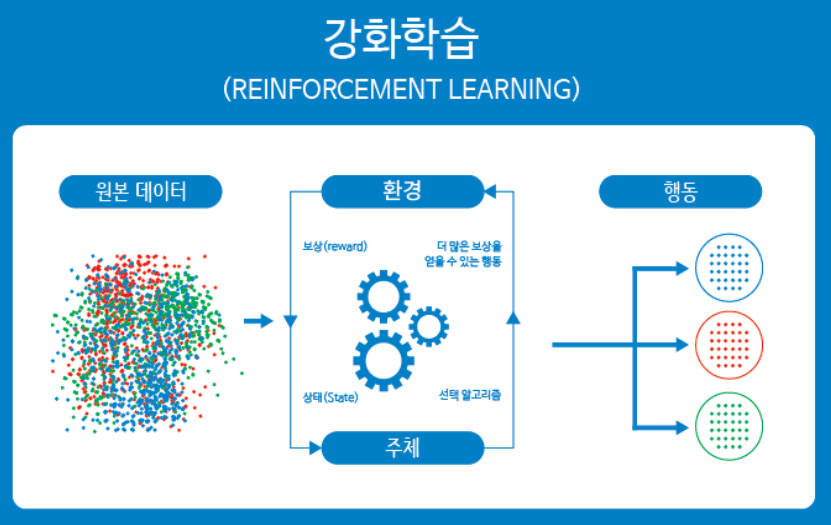 강화학습
(REINFORCEMENT LEARNING)
원본 데이터
환경
행동
보상(reward)
더 많은 보상을
얻을 수 있는 행동
상태(State)
선택 알고리즘
주체